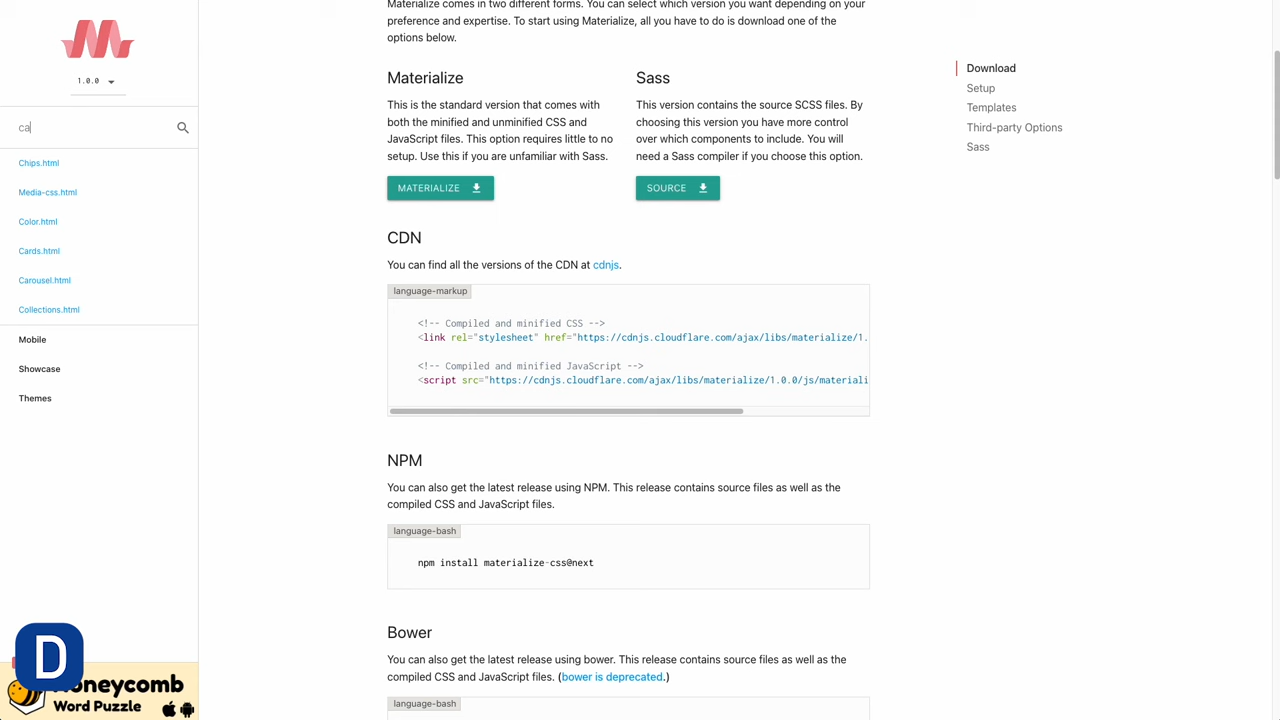 1.0.0
ca
Chips.html
Media-css.html
Color.html
Cards.html
Carousel.html
Collections.html
Mobile
Showcase
Themes
D
oneycomb
Word Puzzle
Materialize comes in two different forms. You can select which version you want depending on your
preference and expertise. To start using Materialize, all you have to do is download one of the
options below.
Materialize
This is the standard version that comes with
both the minified and unminified CSS and
JavaScript files. This option requires little to no
setup. Use this if you are unfamiliar with Sass.
MATERIALIZE
Sass
This version contains the source SCSS files. By
choosing this version you have more control
over which components to include. You will
need a Sass compiler if you choose this option.
SOURCE
CDN
You can find all the versions of the CDN at cdnjs.
language-markup
<!-- Compiled and minified CSS -->
<link rel="stylesheet" href="https://cdnjs.cloudflare.com/ajax/libs/materialize/1.
<!-- Compiled and minified JavaScript -->
<script src="https://cdnjs.cloudflare.com/ajax/libs/materialize/1.0.0/js/materiali
NPM
You can also get the latest release using NPM. This release contains source files as well as the
compiled CSS and JavaScript files.
language-bash
npm install materialize-css@next
Bower
You can also get the latest release using bower. This release contains source files as well as the
compiled CSS and JavaScript files. (bower is deprecated.)
language-bash
Download
Setup
Templates
Third-party Options
Sass